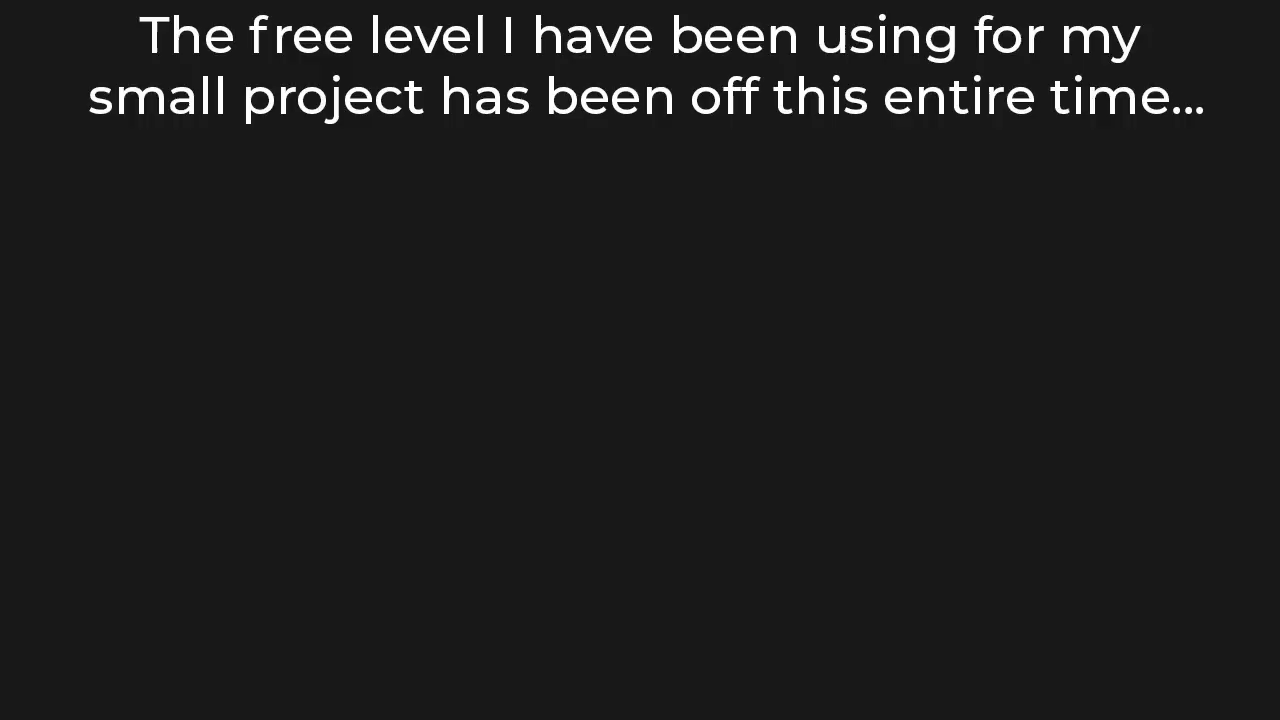 The free level I have been using for my
small project has been off this entire time...